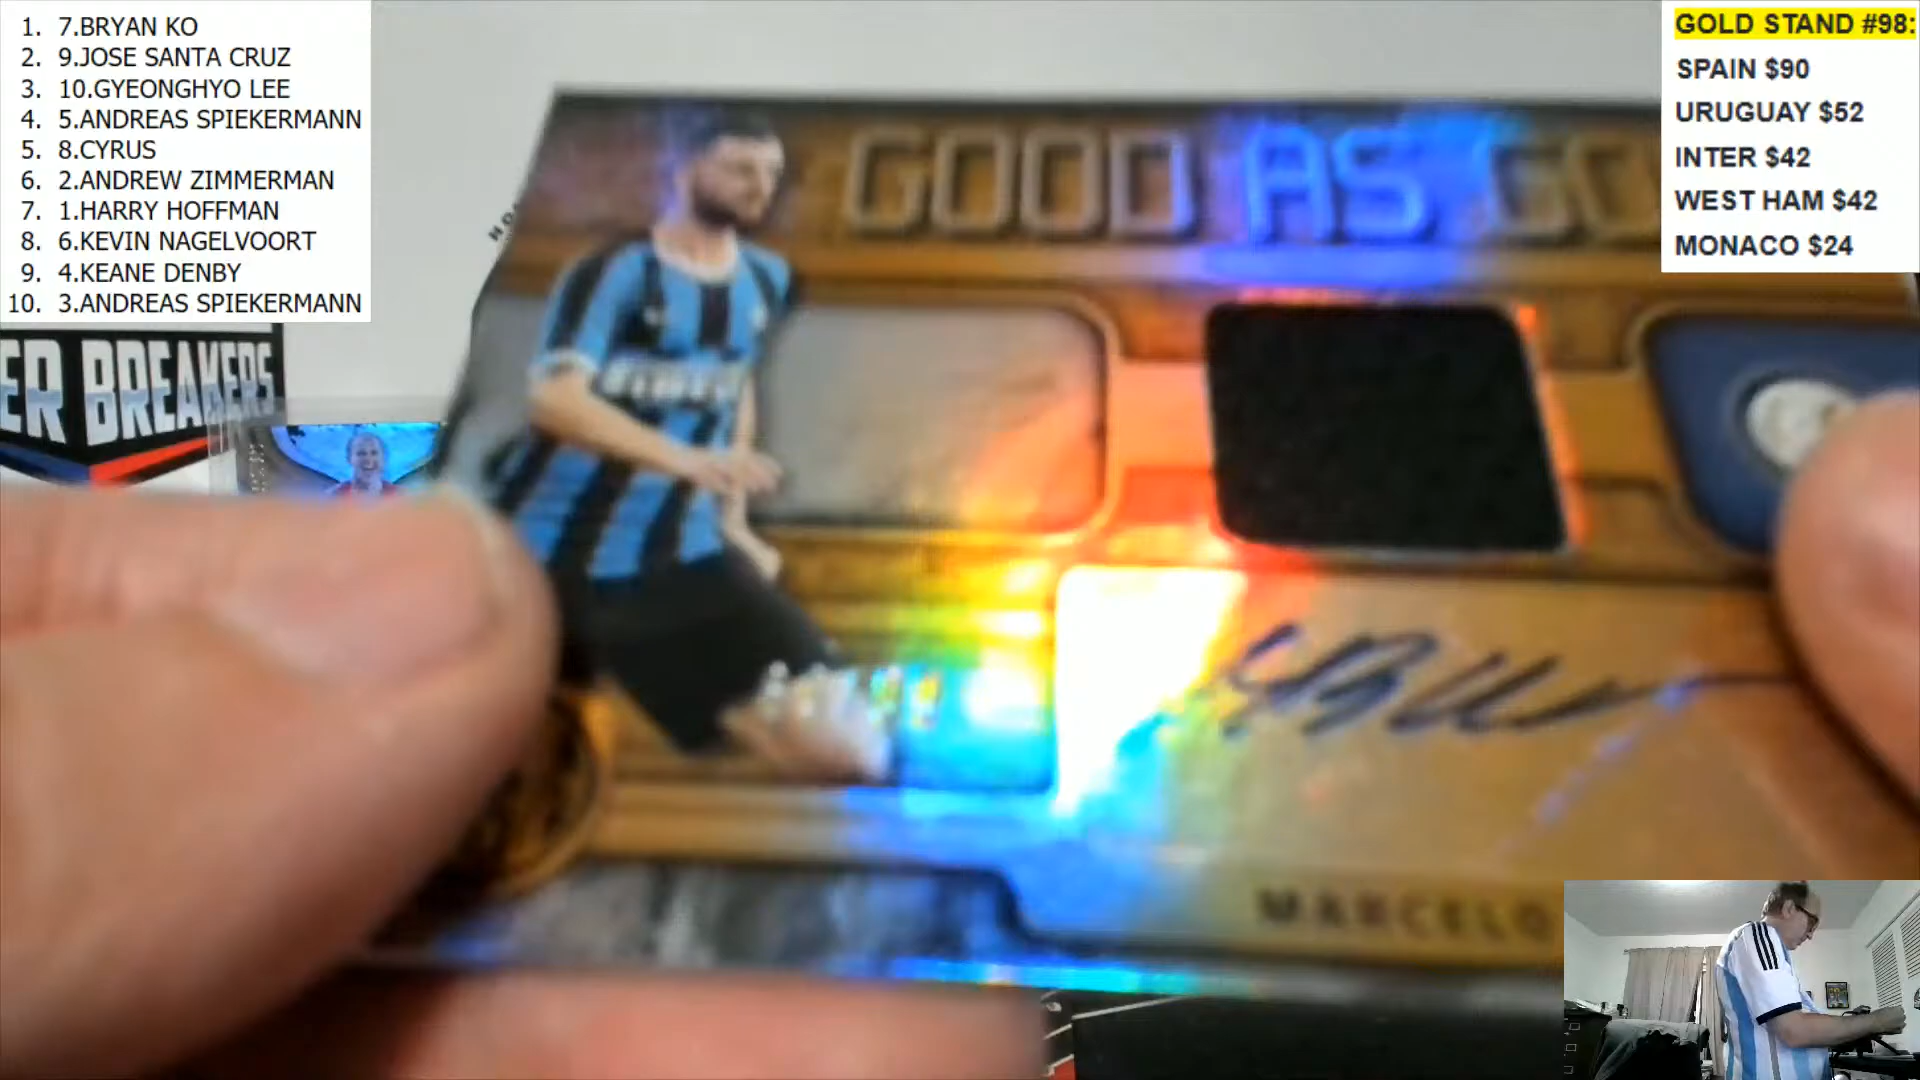 1. 7.BRYAN KO
2. 9.JOSE SANTA CRUZ
3. 10.GYEONGHYO LEE
4. 5.ANDREAS SPIEKERMANN
5. 8.CYRUS
6. 2.ANDREW ZIMMERMAN
7. 1.HARRY HOFFMAN
8. 6.KEVIN NAGELVOORT
9. 4.KEANE DENBY
10. 3.ANDREAS SPIEKERMANN
GOLD STAND #98:
SPAIN $90
URUGUAY $52
INTER $42
WEST HAM $42
MONACO $24
GOOD AS GO
ER BREAKERS
MARCELO